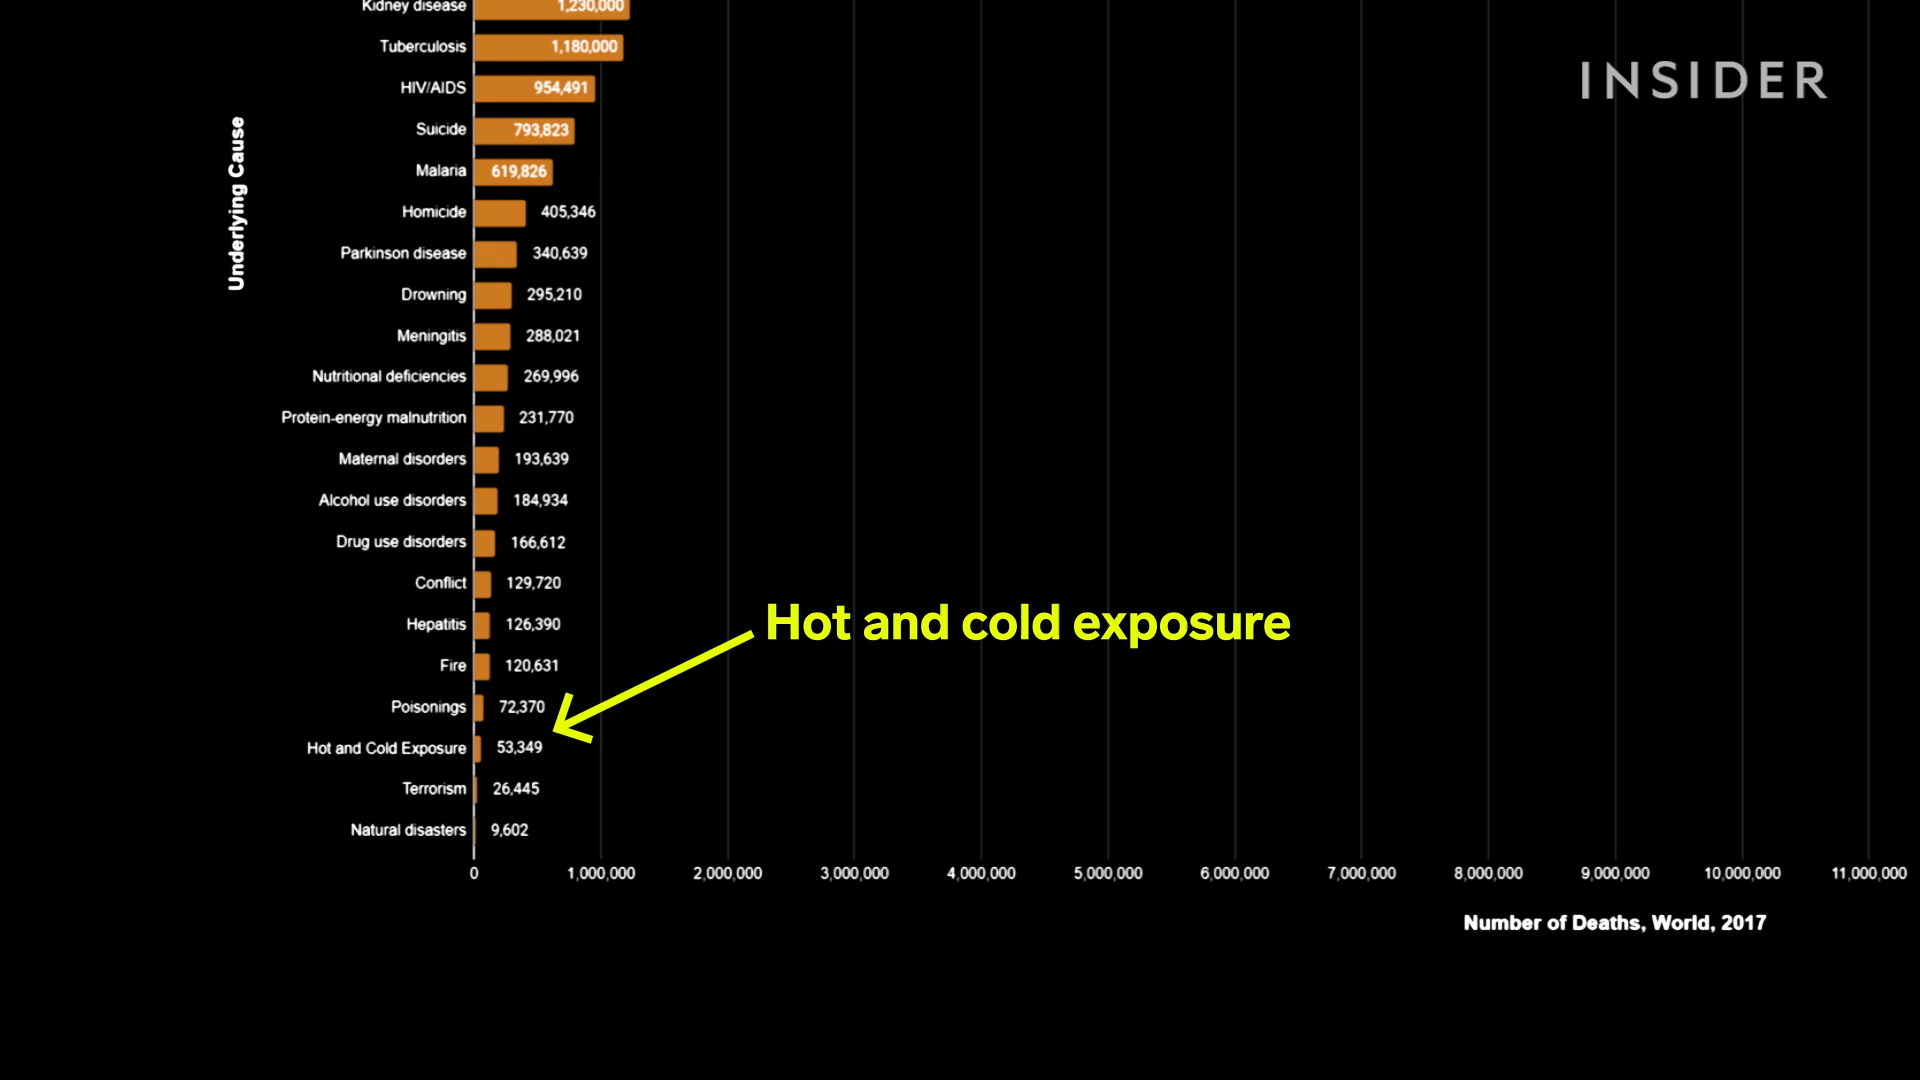 Kidney disease 1,230,000
INSIDER
Tuberculosis 1,180,000
HIV/AIDS 954,491
Suicide 793,823
Malaria 619,826
Underlying Cause
Homicide 405,346
Parkinson disease 340,639
Drowning 295,210
Meningitis 288,021
Nutritional deficiencies 269,996
Protein-energy malnutrition 231,770
Maternal disorders 193,639
Alcohol use disorders 184,934
Drug use disorders 166,612
Conflict 129,720
Hepatitis 126,390
Hot and cold exposure
Fire 120,631
Poisonings 72,370
Hot and Cold Exposure 53,349
Terrorism 26,445
Natural disasters 9,602
0 1,000,000 2,000,000 3,000,000 4,000,000 5,000,000 6,000,000 7,000,000 8,000,000 9,000,000 10,000,000 11,000,000
Number of Deaths, World, 2017